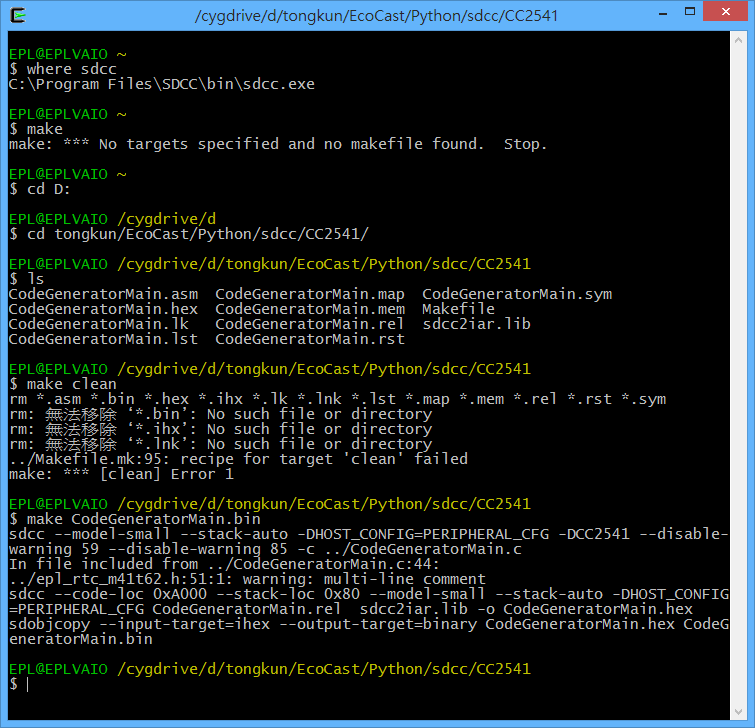 /cygdrive/d/tongkun/EcoCast/Python/sdcc/CC2541
EPL@EPLVAIO ~
$ where sdcc
C:\Program Files\SDCC\bin\sdcc.exe
EPL@EPLVAIO ~
$ make
make: *** No targets specified and no makefile found.  Stop.
EPL@EPLVAIO ~
$ cd D:
EPL@EPLVAIO /cygdrive/d
$ cd tongkun/EcoCast/Python/sdcc/CC2541/
EPL@EPLVAIO /cygdrive/d/tongkun/EcoCast/Python/sdcc/CC2541
$ ls
CodeGeneratorMain.asm  CodeGeneratorMain.map  CodeGeneratorMain.sym
CodeGeneratorMain.hex  CodeGeneratorMain.mem  Makefile
CodeGeneratorMain.lk   CodeGeneratorMain.rel  sdcc2iar.lib
CodeGeneratorMain.lst  CodeGeneratorMain.rst
EPL@EPLVAIO /cygdrive/d/tongkun/EcoCast/Python/sdcc/CC2541
$ make clean
rm *.asm *.bin *.hex *.ihx *.lk *.lnk *.lst *.map *.mem *.rel *.rst *.sym
rm: 無法移除 ‘*.bin’: No such file or directory
rm: 無法移除 ‘*.ihx’: No such file or directory
rm: 無法移除 ‘*.lnk’: No such file or directory
../Makefile.mk:95: recipe for target 'clean' failed
make: *** [clean] Error 1
EPL@EPLVAIO /cygdrive/d/tongkun/EcoCast/Python/sdcc/CC2541
$ make CodeGeneratorMain.bin
sdcc --model-small --stack-auto -DHOST_CONFIG=PERIPHERAL_CFG -DCC2541 --disable-
warning 59 --disable-warning 85 -c ../CodeGeneratorMain.c
In file included from ../CodeGeneratorMain.c:44:
../epl_rtc_m41t62.h:51:1: warning: multi-line comment
sdcc --code-loc 0xA000 --stack-loc 0x80 --model-small --stack-auto -DHOST_CONFIG
=PERIPHERAL_CFG CodeGeneratorMain.rel  sdcc2iar.lib -o CodeGeneratorMain.hex
sdobjcopy --input-target=ihex --output-target=binary CodeGeneratorMain.hex CodeG
eneratorMain.bin
EPL@EPLVAIO /cygdrive/d/tongkun/EcoCast/Python/sdcc/CC2541
$